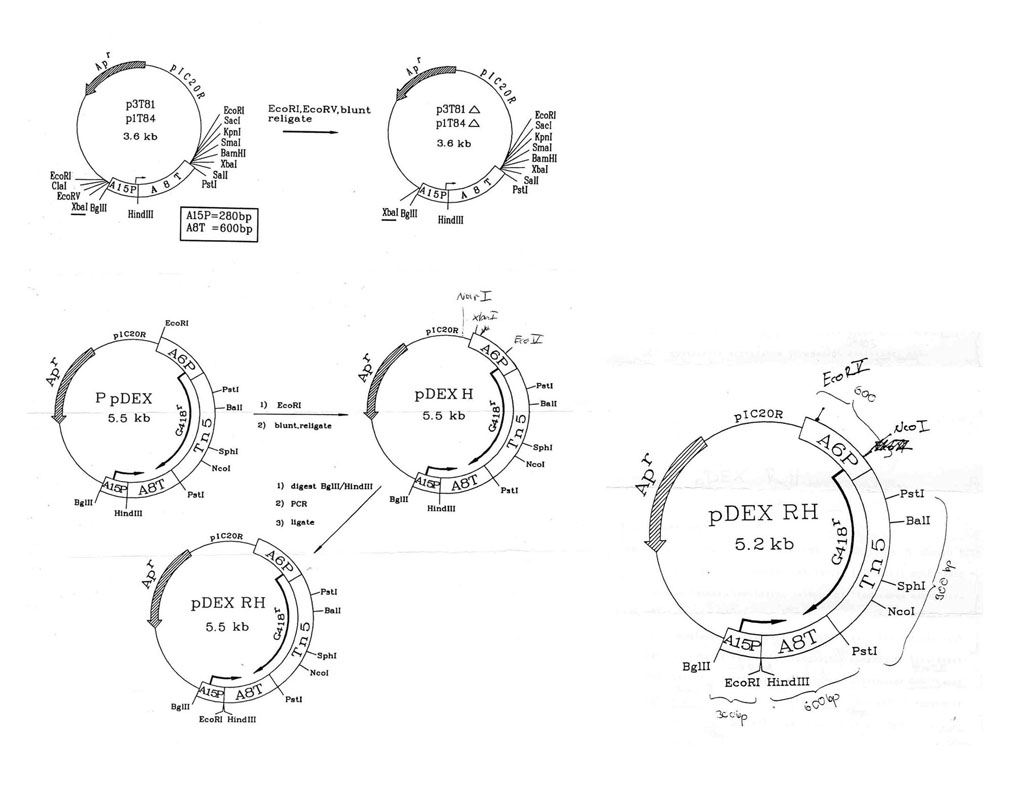 Ap r
pIC20R
p3T81
p1T84
3.6 kb
EcoRI
SacI
KpnI
SmaI
BamHI
XbaI
SalI
PstI
EcoRI
ClaI
EcoRV
XbaI BglII
A15P
A8T
HindIII
A15P=280bp
A8T =600bp
EcoRI,EcoRV,blunt
religate
Ap r
pIC20R
p3T81 △
p1T84 △
3.6 kb
EcoRI
SacI
KpnI
SmaI
BamHI
XbaI
SalI
PstI
XbaI BglII
A15P
A8T
HindIII
pIC20R
EcoRI
A6P
Ap r
P pDEX
5.5 kb
G418 r
Tn5
PstI
BalI
SphI
NcoI
PstI
BglII
A15P
A8T
HindIII
1) EcoRI
2) blunt,religate
XbaI
EcoV
pIC20R
A6P
Ap r
pDEX H
5.5 kb
G418 r
Tn5
PstI
BalI
SphI
NcoI
PstI
BglII
A15P
A8T
HindIII
1) digest BglII/HindIII
2) PCR
3) ligate
pIC20R
A6P
Ap r
pDEX RH
5.5 kb
G418 r
Tn5
PstI
BalI
SphI
NcoI
PstI
BglII
A15P
A8T
EcoRI HindIII
EcoRV
600
NcoI
pIC20R
A6P
Ap r
pDEX RH
5.2 kb
G418 r
Tn5
PstI
BalI
SphI
NcoI
900 bp
PstI
BglII
A15P
A8T
EcoRI HindIII
300bp
600bp